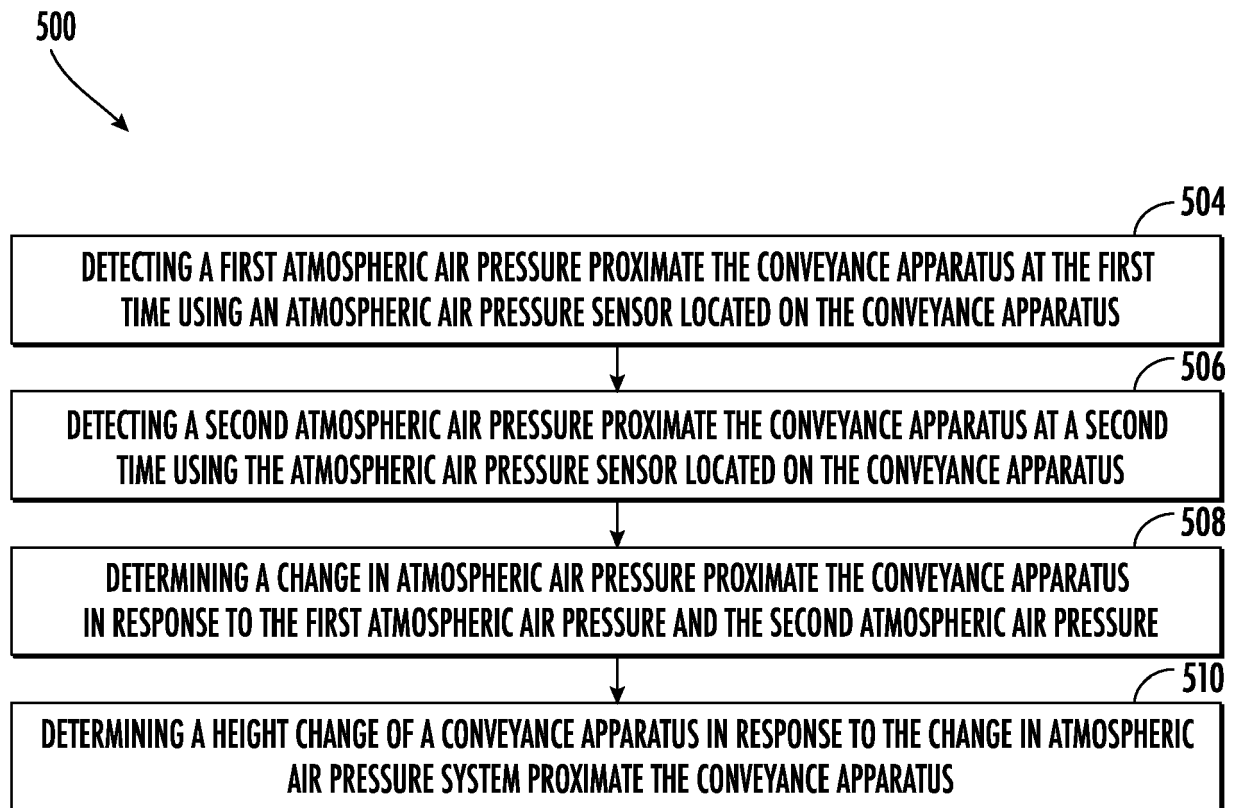 500
504
DETECTING A FIRST ATMOSPHERIC AIR PRESSURE PROXIMATE THE CONVEYANCE APPARATUS AT THE FIRST
TIME USING AN ATMOSPHERIC AIR PRESSURE SENSOR LOCATED ON THE CONVEYANCE APPARATUS
506
DETECTING A SECOND ATMOSPHERIC AIR PRESSURE PROXIMATE THE CONVEYANCE APPARATUS AT A SECOND
TIME USING THE ATMOSPHERIC AIR PRESSURE SENSOR LOCATED ON THE CONVEYANCE APPARATUS
508
DETERMINING A CHANGE IN ATMOSPHERIC AIR PRESSURE PROXIMATE THE CONVEYANCE APPARATUS
IN RESPONSE TO THE FIRST ATMOSPHERIC AIR PRESSURE AND THE SECOND ATMOSPHERIC AIR PRESSURE
510
DETERMINING A HEIGHT CHANGE OF A CONVEYANCE APPARATUS IN RESPONSE TO THE CHANGE IN ATMOSPHERIC
AIR PRESSURE SYSTEM PROXIMATE THE CONVEYANCE APPARATUS